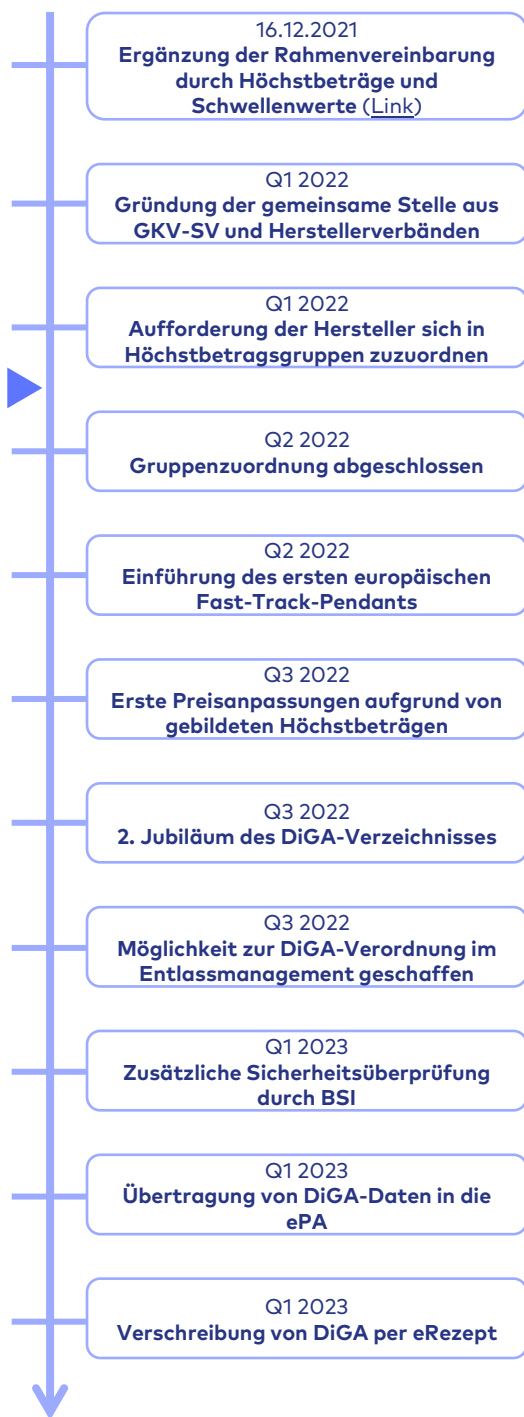 16.12.2021
Ergänzung der Rahmenvereinbarung
durch Höchstbeträge und
Schwellenwerte (Link)
Q1 2022
Gründung der gemeinsame Stelle aus
GKV-SV und Herstellerverbänden
Q1 2022
Aufforderung der Hersteller sich in
Höchstbetragsgruppen zuzuordnen
Q2 2022
Gruppenzuordnung abgeschlossen
Q2 2022
Einführung des ersten europäischen
Fast-Track-Pendants
Q3 2022
Erste Preisanpassungen aufgrund von
gebildeten Höchstbeträgen
Q3 2022
2. Jubiläum des DiGA-Verzeichnisses
Q3 2022
Möglichkeit zur DiGA-Verordnung im
Entlassmanagement geschaffen
Q1 2023
Zusätzliche Sicherheitsüberprüfung
durch BSI
Q1 2023
Übertragung von DiGA-Daten in die
ePA
Q1 2023
Verschreibung von DiGA per eRezept